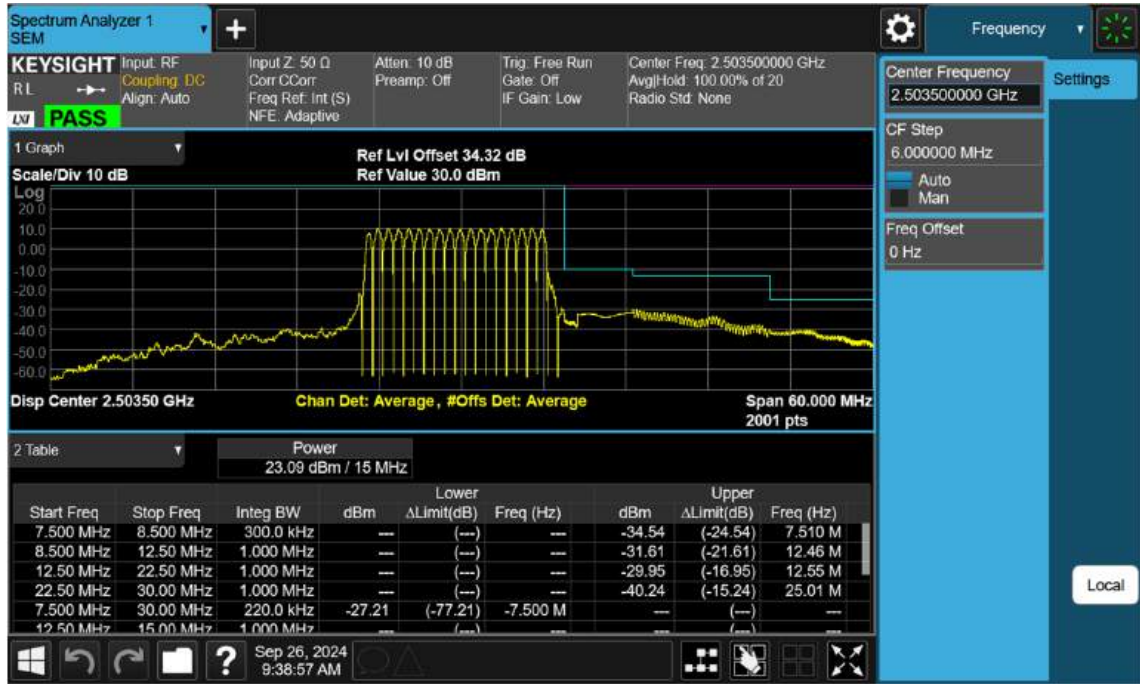 Spectrum Analyzer 1
SEM
Frequency
KEYSIGHT
R L
LXI
PASS
Input: RF
Coupling: DC
Align: Auto
Input Z: 50 Ω
Corr CCorr
Freq Ref: Int (S)
NFE: Adaptive
Atten: 10 dB
Preamp: Off
Trig: Free Run
Gate: Off
IF Gain: Low
Center Freq: 2.503500000 GHz
Avg|Hold: 100.00% of 20
Radio Std: None
Center Frequency
2.503500000 GHz
Settings
CF Step
6.000000 MHz
Auto
Man
Freq Offset
0 Hz
Local
1 Graph
Scale/Div 10 dB
Ref Lvl Offset 34.32 dB
Ref Value 30.0 dBm
Log
20.0
10.0
0.00
-10.0
-20.0
-30.0
-40.0
-50.0
-60.0
Disp Center 2.50350 GHz
Chan Det: Average, #Offs Det: Average
Span 60.000 MHz
2001 pts
2 Table
Power
23.09 dBm / 15 MHz
Lower Upper
Start Freq Stop Freq Integ BW dBm ΔLimit(dB) Freq (Hz) dBm ΔLimit(dB) Freq (Hz)
7.500 MHz 8.500 MHz 300.0 kHz --- (---) --- -34.54 (-24.54) 7.510 M
8.500 MHz 12.50 MHz 1.000 MHz --- (---) --- -31.61 (-21.61) 12.46 M
12.50 MHz 22.50 MHz 1.000 MHz --- (---) --- -29.95 (-16.95) 12.55 M
22.50 MHz 30.00 MHz 1.000 MHz --- (---) --- -40.24 (-15.24) 25.01 M
7.500 MHz 30.00 MHz 220.0 kHz -27.21 (-77.21) -7.500 M --- (---) ---
12.50 MHz 15.00 MHz 1.000 MHz --- (---) --- --- (---) ---
?
Sep 26, 2024
9:38:57 AM